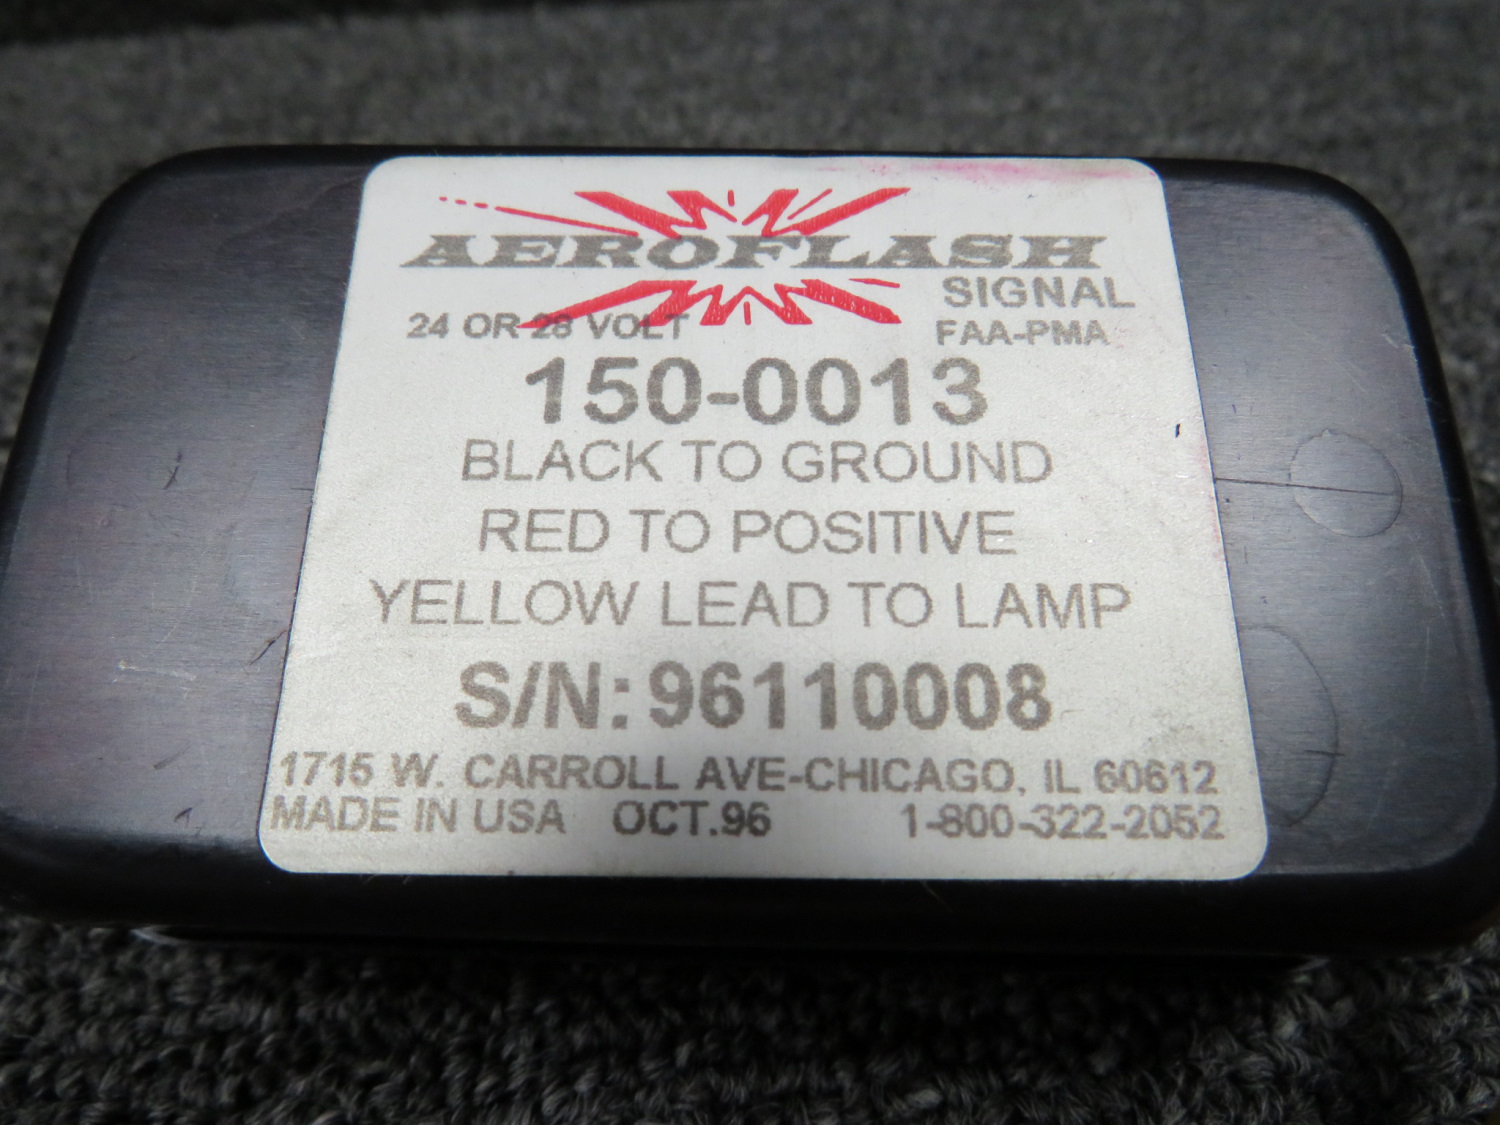 AEROFLASH
SIGNAL
24 OR 28 VOLT FAA-PMA
150-0013
BLACK TO GROUND
RED TO POSITIVE
YELLOW LEAD TO LAMP
S/N: 96110008
1715 W. CARROLL AVE-CHICAGO, IL 60612
MADE IN USA OCT.96 1-800-322-2052